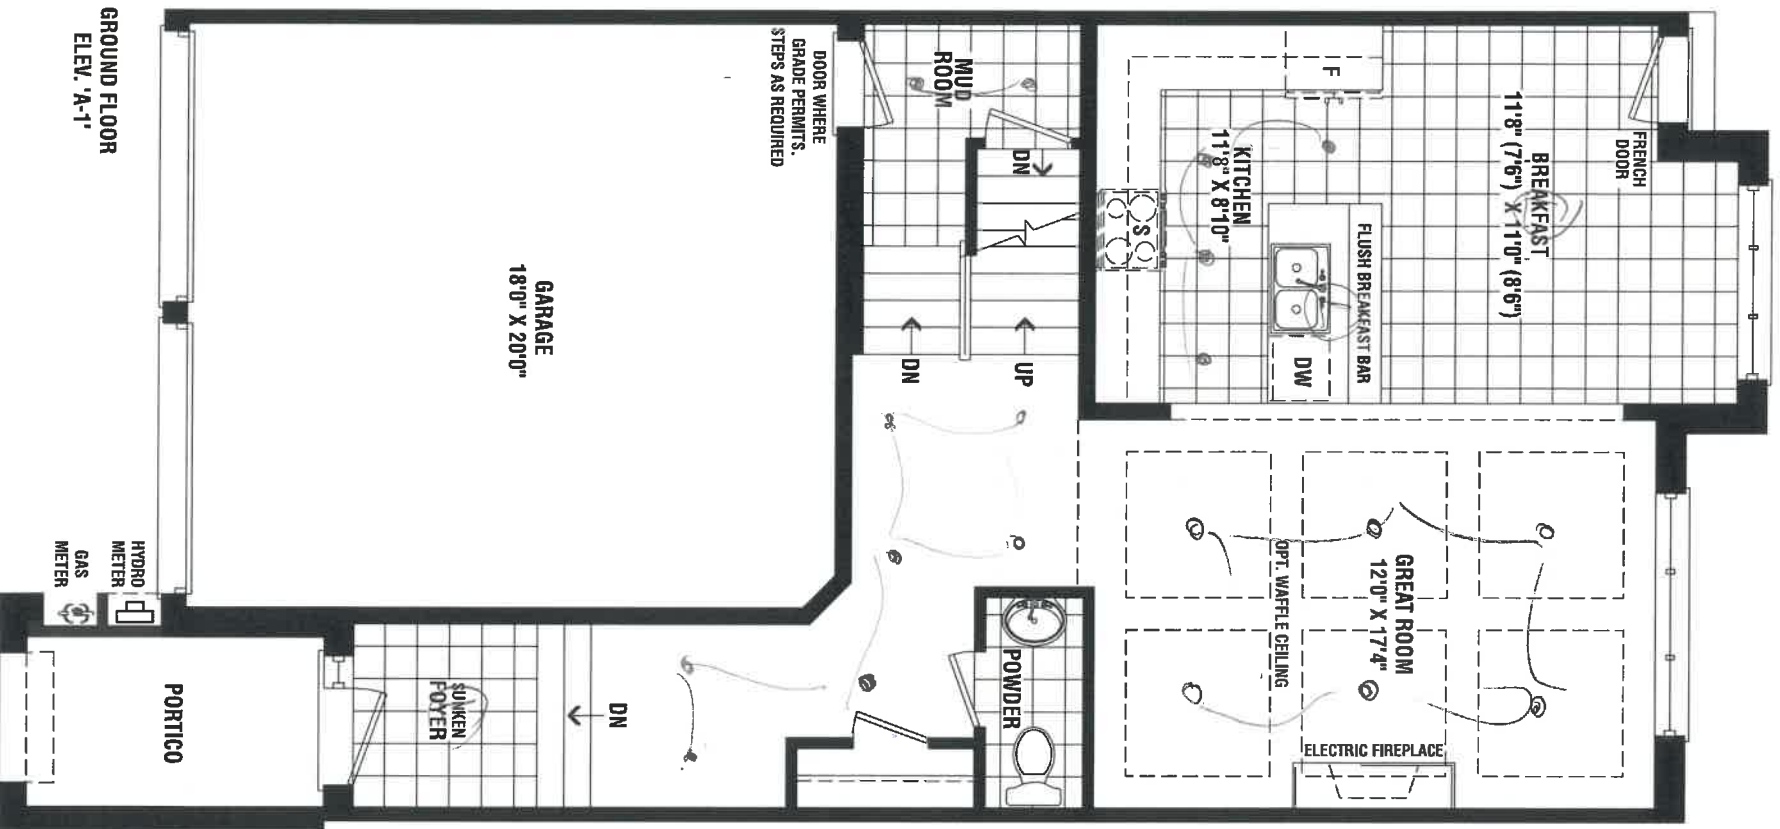 GROUND FLOOR
ELEV. 'A-1'
GARAGE
18'0" X 20'0"
DOOR WHERE
GRADE PERMITS.
STEPS AS REQUIRED
MUD
ROOM
DN
DN
UP
KITCHEN
11'8" X 8'10"
F
S
DW
FLUSH BREAKFAST BAR
BREAKFAST
11'8" (7'6") X 11'0" (8'6")
FRENCH
DOOR
GREAT ROOM
12'0" X 17'4"
OPT. WAFFLE CEILING
ELECTRIC FIREPLACE
POWDER
DN
SUNKEN
FOYER
PORTICO
HYDRO
METER
GAS
METER